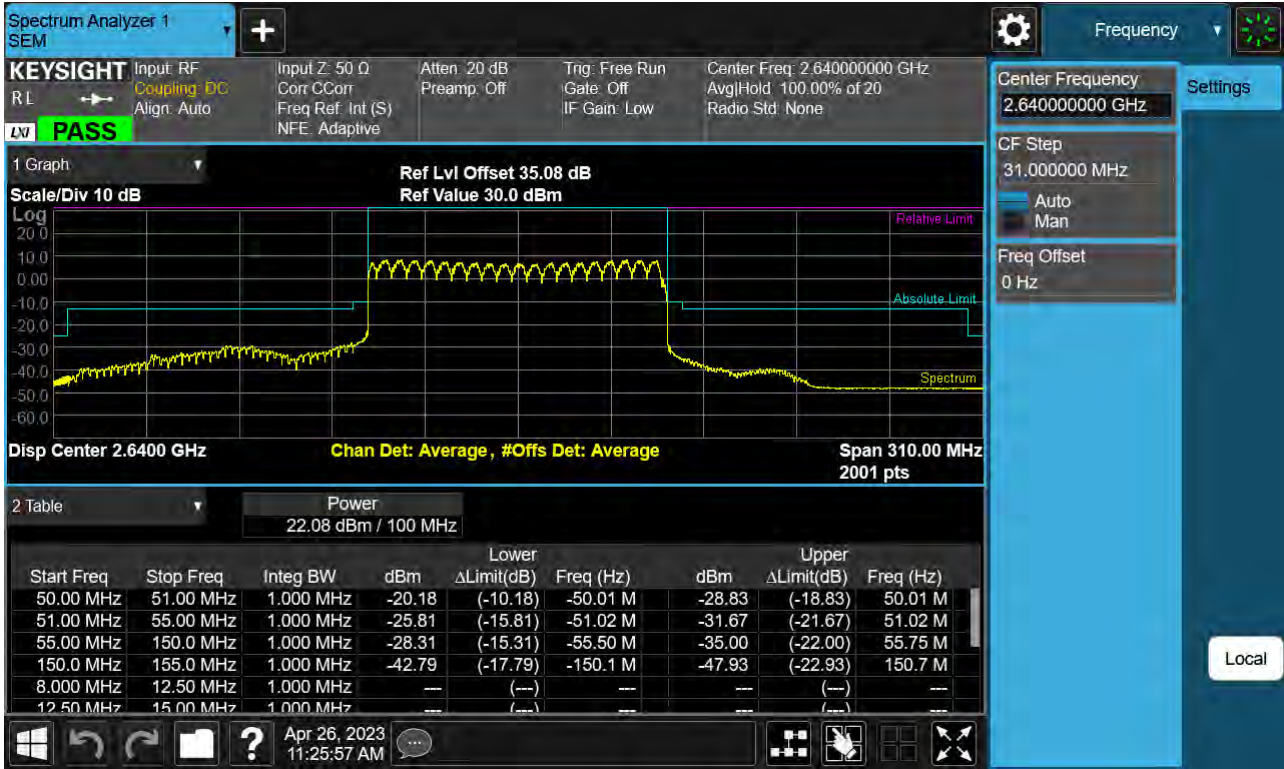 Spectrum Analyzer 1
SEM
+
Frequency
KEYSIGHT
Input: RF
Coupling: DC
Align: Auto
Input Z: 50 Ω
Corr CCorr
Freq Ref: Int (S)
NFE: Adaptive
Atten: 20 dB
Preamp: Off
Trig: Free Run
Gate: Off
IF Gain: Low
Center Freq: 2.640000000 GHz
Avg|Hold: 100.00% of 20
Radio Std: None
RL
LXI
PASS
Center Frequency
2.640000000 GHz
Settings
CF Step
31.000000 MHz
Auto
Man
Freq Offset
0 Hz
Local
1 Graph
Scale/Div 10 dB
Ref Lvl Offset 35.08 dB
Ref Value 30.0 dBm
Log
20.0
10.0
0.00
-10.0
-20.0
-30.0
-40.0
-50.0
-60.0
Relative Limit
Absolute Limit
Spectrum
Disp Center 2.6400 GHz
Chan Det: Average , #Offs Det: Average
Span 310.00 MHz
2001 pts
2 Table
Power
22.08 dBm / 100 MHz
Lower Upper
Start Freq Stop Freq Integ BW dBm ΔLimit(dB) Freq (Hz) dBm ΔLimit(dB) Freq (Hz)
50.00 MHz 51.00 MHz 1.000 MHz -20.18 (-10.18) -50.01 M -28.83 (-18.83) 50.01 M
51.00 MHz 55.00 MHz 1.000 MHz -25.81 (-15.81) -51.02 M -31.67 (-21.67) 51.02 M
55.00 MHz 150.0 MHz 1.000 MHz -28.31 (-15.31) -55.50 M -35.00 (-22.00) 55.75 M
150.0 MHz 155.0 MHz 1.000 MHz -42.79 (-17.79) -150.1 M -47.93 (-22.93) 150.7 M
8.000 MHz 12.50 MHz 1.000 MHz --- (---) --- --- (---) ---
12.50 MHz 15.00 MHz 1.000 MHz --- (---) --- --- (---) ---
?
Apr 26, 2023
11:25:57 AM